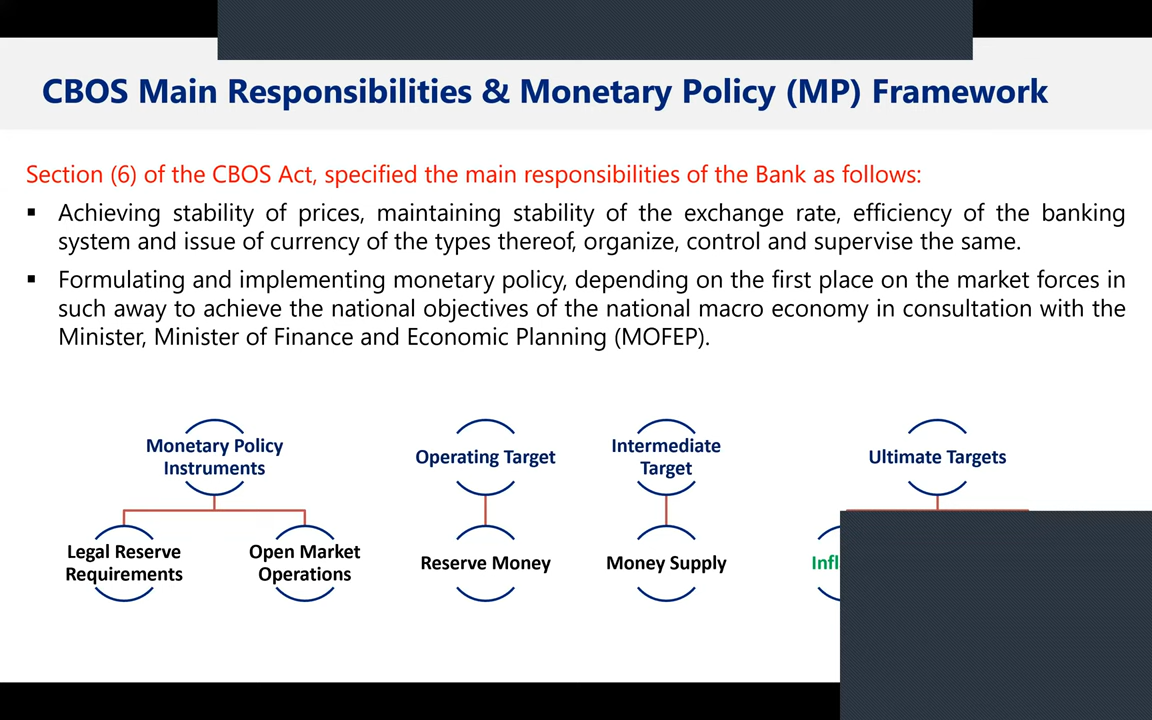 CBOS Main Responsibilities & Monetary Policy (MP) Framework
Section (6) of the CBOS Act, specified the main responsibilities of the Bank as follows:
▪ Achieving stability of prices, maintaining stability of the exchange rate, efficiency of the banking
system and issue of currency of the types thereof, organize, control and supervise the same.
▪ Formulating and implementing monetary policy, depending on the first place on the market forces in
such away to achieve the national objectives of the national macro economy in consultation with the
Minister, Minister of Finance and Economic Planning (MOFEP).
Monetary Policy
Instruments
Legal Reserve
Requirements
Open Market
Operations
Operating Target
Reserve Money
Intermediate
Target
Money Supply
Ultimate Targets